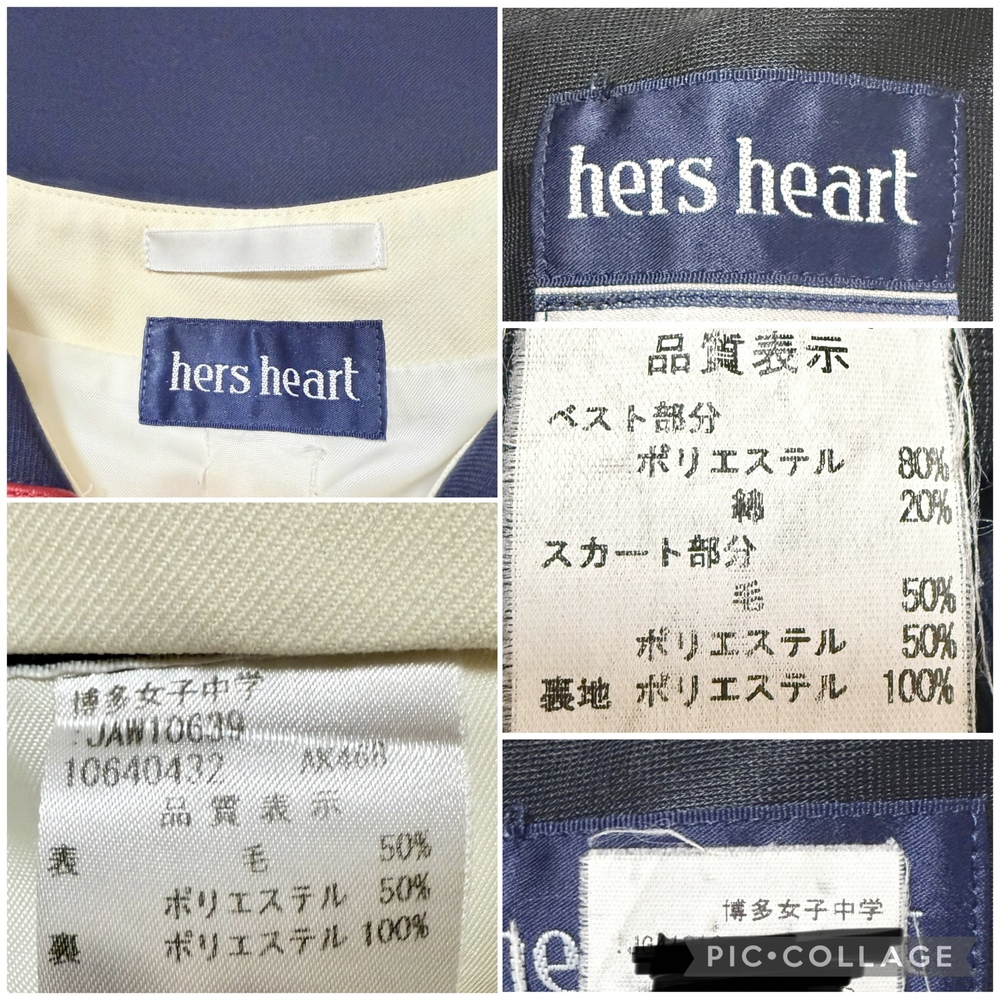 hers heart
hers heart
品質表示
ベスト部分
ポリエステル 80%
綿 20%
スカート部分
毛 50%
ポリエステル 50%
裏地 ポリエステル 100%
博多女子中学
JAW10639
10640432 AK468
品質表示
表 毛 50%
ポリエステル 50%
裏 ポリエステル 100%
博多女子中学
he
PIC•COLLAGE